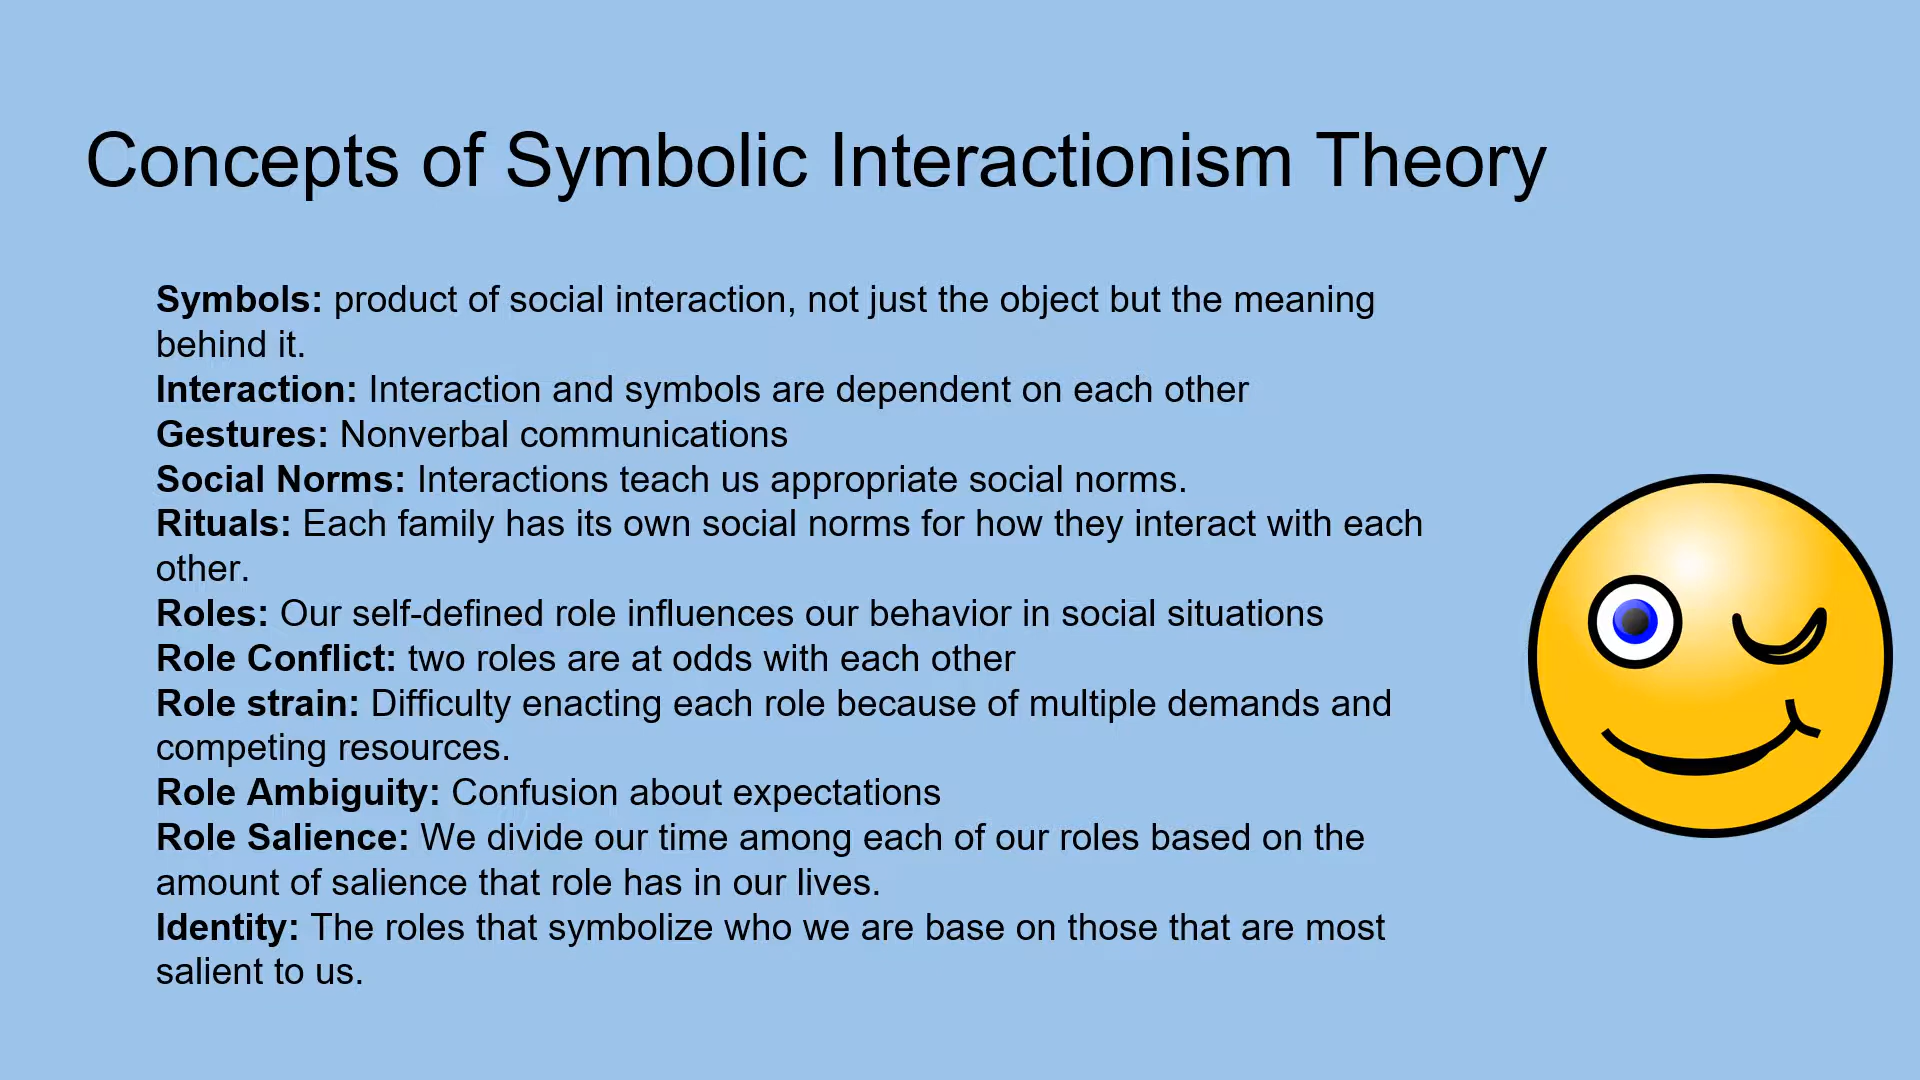 Concepts of Symbolic Interactionism Theory
Symbols: product of social interaction, not just the object but the meaning
behind it.
Interaction: Interaction and symbols are dependent on each other
Gestures: Nonverbal communications
Social Norms: Interactions teach us appropriate social norms.
Rituals: Each family has its own social norms for how they interact with each
other.
Roles: Our self-defined role influences our behavior in social situations
Role Conflict: two roles are at odds with each other
Role strain: Difficulty enacting each role because of multiple demands and
competing resources.
Role Ambiguity: Confusion about expectations
Role Salience: We divide our time among each of our roles based on the
amount of salience that role has in our lives.
Identity: The roles that symbolize who we are base on those that are most
salient to us.